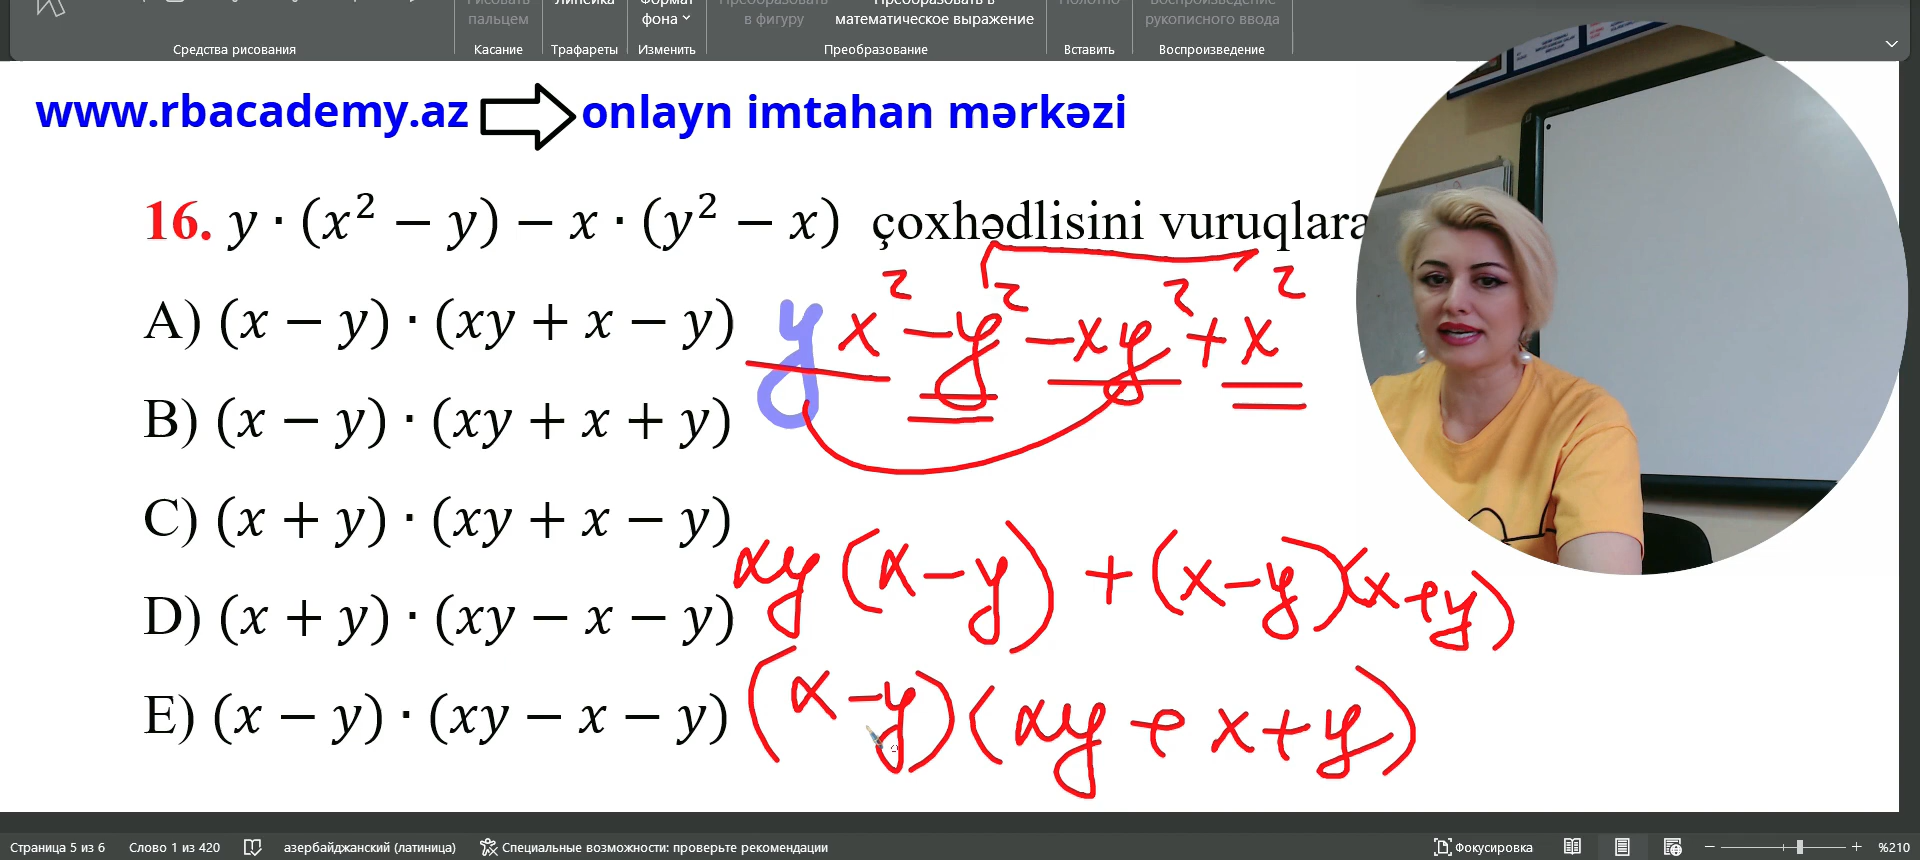 пальцем
фона
в фигуру
математическое выражение
рукописного ввода
Средства рисования
Касание
Трафареты
Изменить
Преобразование
Вставить
Воспроизведение
www.rbacademy.az onlayn imtahan mərkəzi
16. y · (x² − y) − x · (y² − x) çoxhədlisini vuruqlara
A) (x − y) · (xy + x − y)
yx² − y² − xy² + x²
B) (x − y) · (xy + x + y)
C) (x + y) · (xy + x − y)
xy(x − y) + (x − y)(x + y)
D) (x + y) · (xy − x − y)
E) (x − y) · (xy − x − y)
(x − y)(xy + x + y)
Страница 5 из 6 Слово 1 из 420 азербайджанский (латиница) Специальные возможности: проверьте рекомендации Фокусировка − + %210